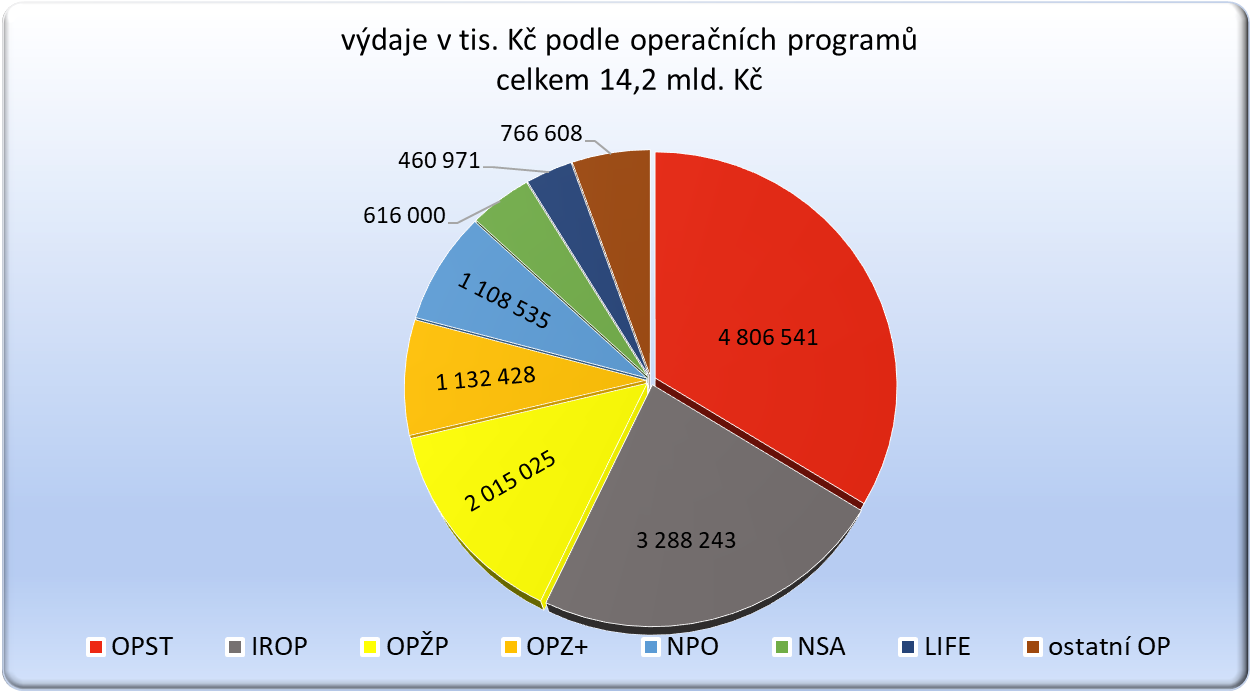 výdaje v tis. Kč podle operačních programů
celkem 14,2 mld. Kč
766 608
460 971
616 000
1 108 535
4 806 541
1 132 428
2 015 025
3 288 243
OPST IROP OPŽP OPZ+ NPO NSA LIFE ostatní OP